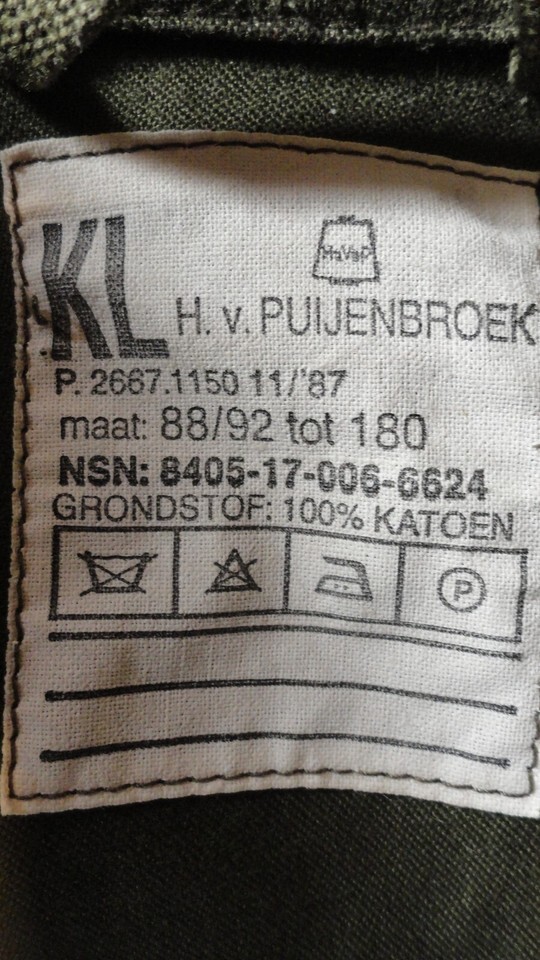 HaVeP
KL H. v. PUIJENBROEK
P. 2667.1150 11/'87
maat: 88/92 tot 180
NSN: 8405-17-006-6624
GRONDSTOF: 100% KATOEN
P